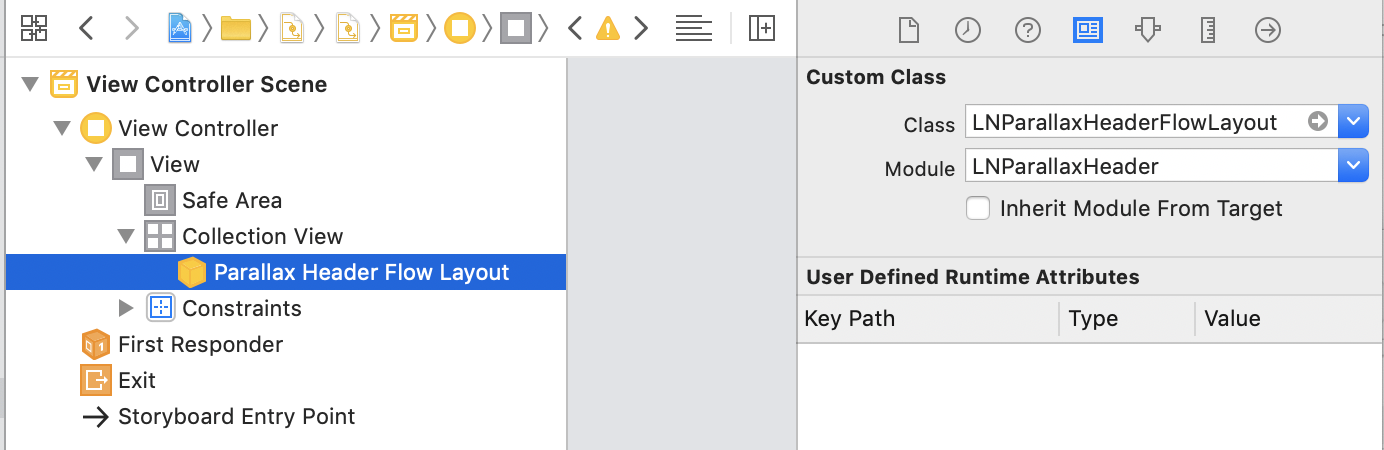 View Controller Scene
View Controller
View
Safe Area
Collection View
Parallax Header Flow Layout
Constraints
First Responder
Exit
Storyboard Entry Point
Custom Class
Class LNParallaxHeaderFlowLayout
Module LNParallaxHeader
Inherit Module From Target
User Defined Runtime Attributes
Key Path Type Value